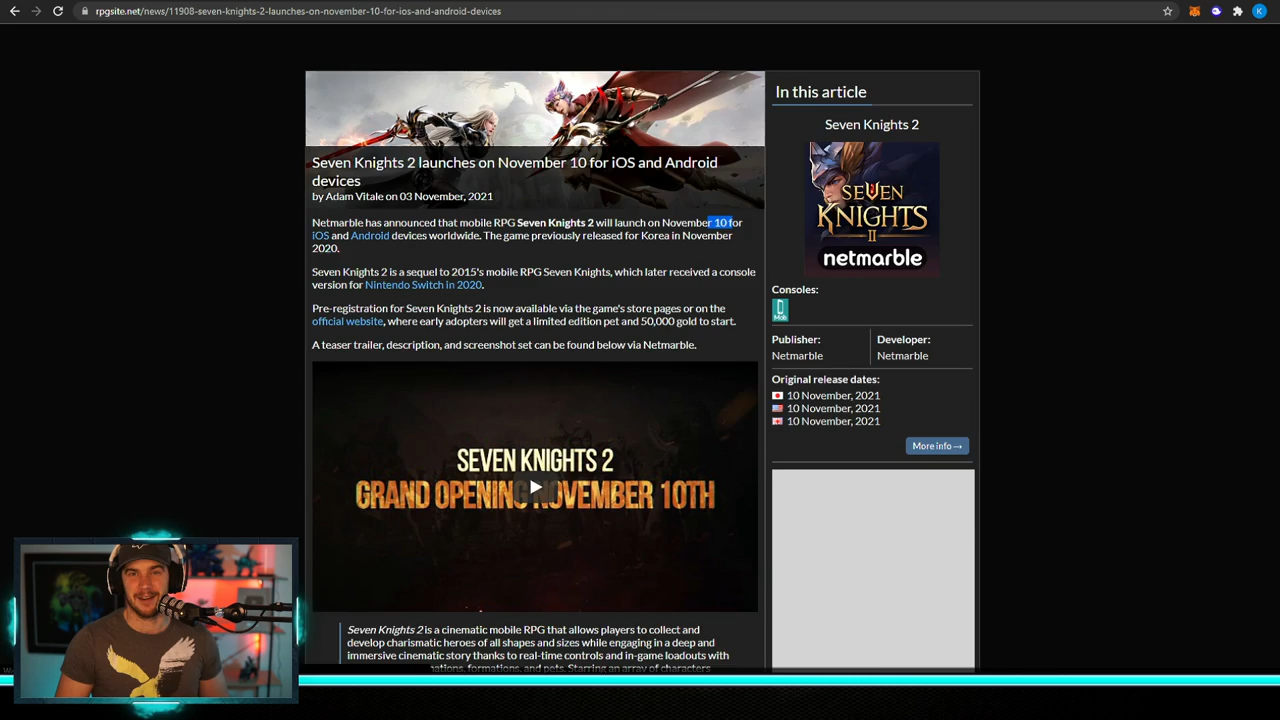 rpgsite.net/news/11908-seven-knights-2-launches-on-november-10-for-ios-and-android-devices
K
Seven Knights 2 launches on November 10 for iOS and Android
devices
by Adam Vitale on 03 November, 2021
Netmarble has announced that mobile RPG Seven Knights 2 will launch on November 10 for
iOS and Android devices worldwide. The game previously released for Korea in November
2020.
Seven Knights 2 is a sequel to 2015's mobile RPG Seven Knights, which later received a console
version for Nintendo Switch in 2020.
Pre-registration for Seven Knights 2 is now available via the game's store pages or on the
official website, where early adopters will get a limited edition pet and 50,000 gold to start.
A teaser trailer, description, and screenshot set can be found below via Netmarble.
SEVEN KNIGHTS 2
GRAND OPENING NOVEMBER 10TH
Seven Knights 2 is a cinematic mobile RPG that allows players to collect and
develop charismatic heroes of all shapes and sizes while engaging in a deep and
immersive cinematic story thanks to real-time controls and in-game loadouts with
formations, and pets. Starring an array of characters
In this article
Seven Knights 2
SEVEN
KNIGHTS
II
netmarble
Consoles:
Mob
Publisher:
Netmarble
Developer:
Netmarble
Original release dates:
10 November, 2021
10 November, 2021
10 November, 2021
More info→